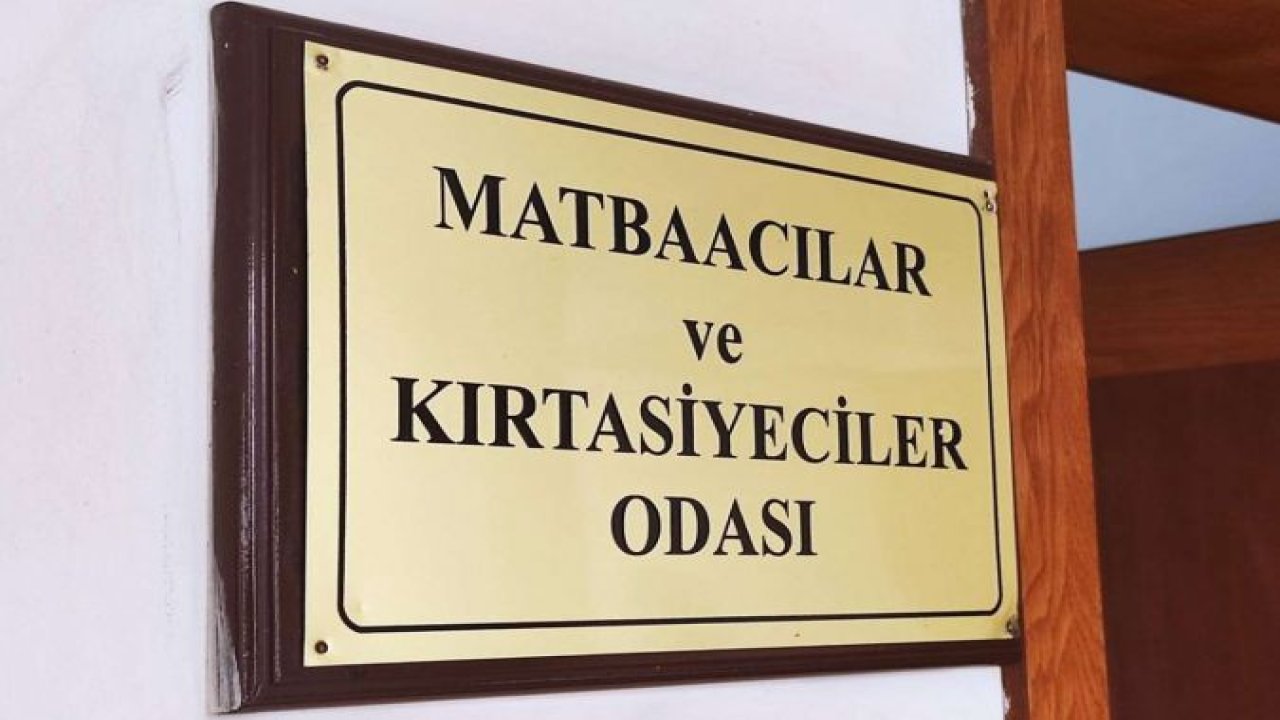 MATBAACILAR
ve
KIRTASİYECİLER
ODASI